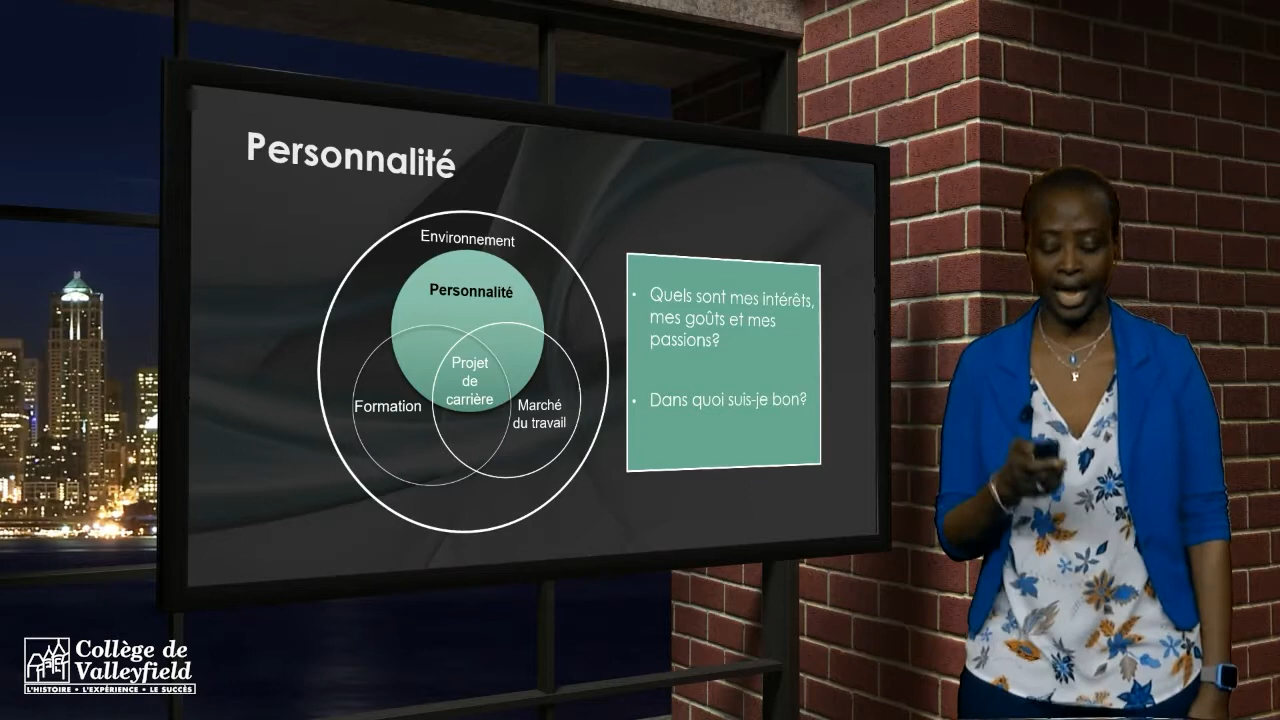 Personnalité
Environnement
Personnalité
Projet
de
carrière
Formation
Marché
du travail
• Quels sont mes intérêts,
mes goûts et mes
passions?
• Dans quoi suis-je bon?
Collège de
Valleyfield
L'HISTOIRE • L'EXPÉRIENCE • LE SUCCÈS